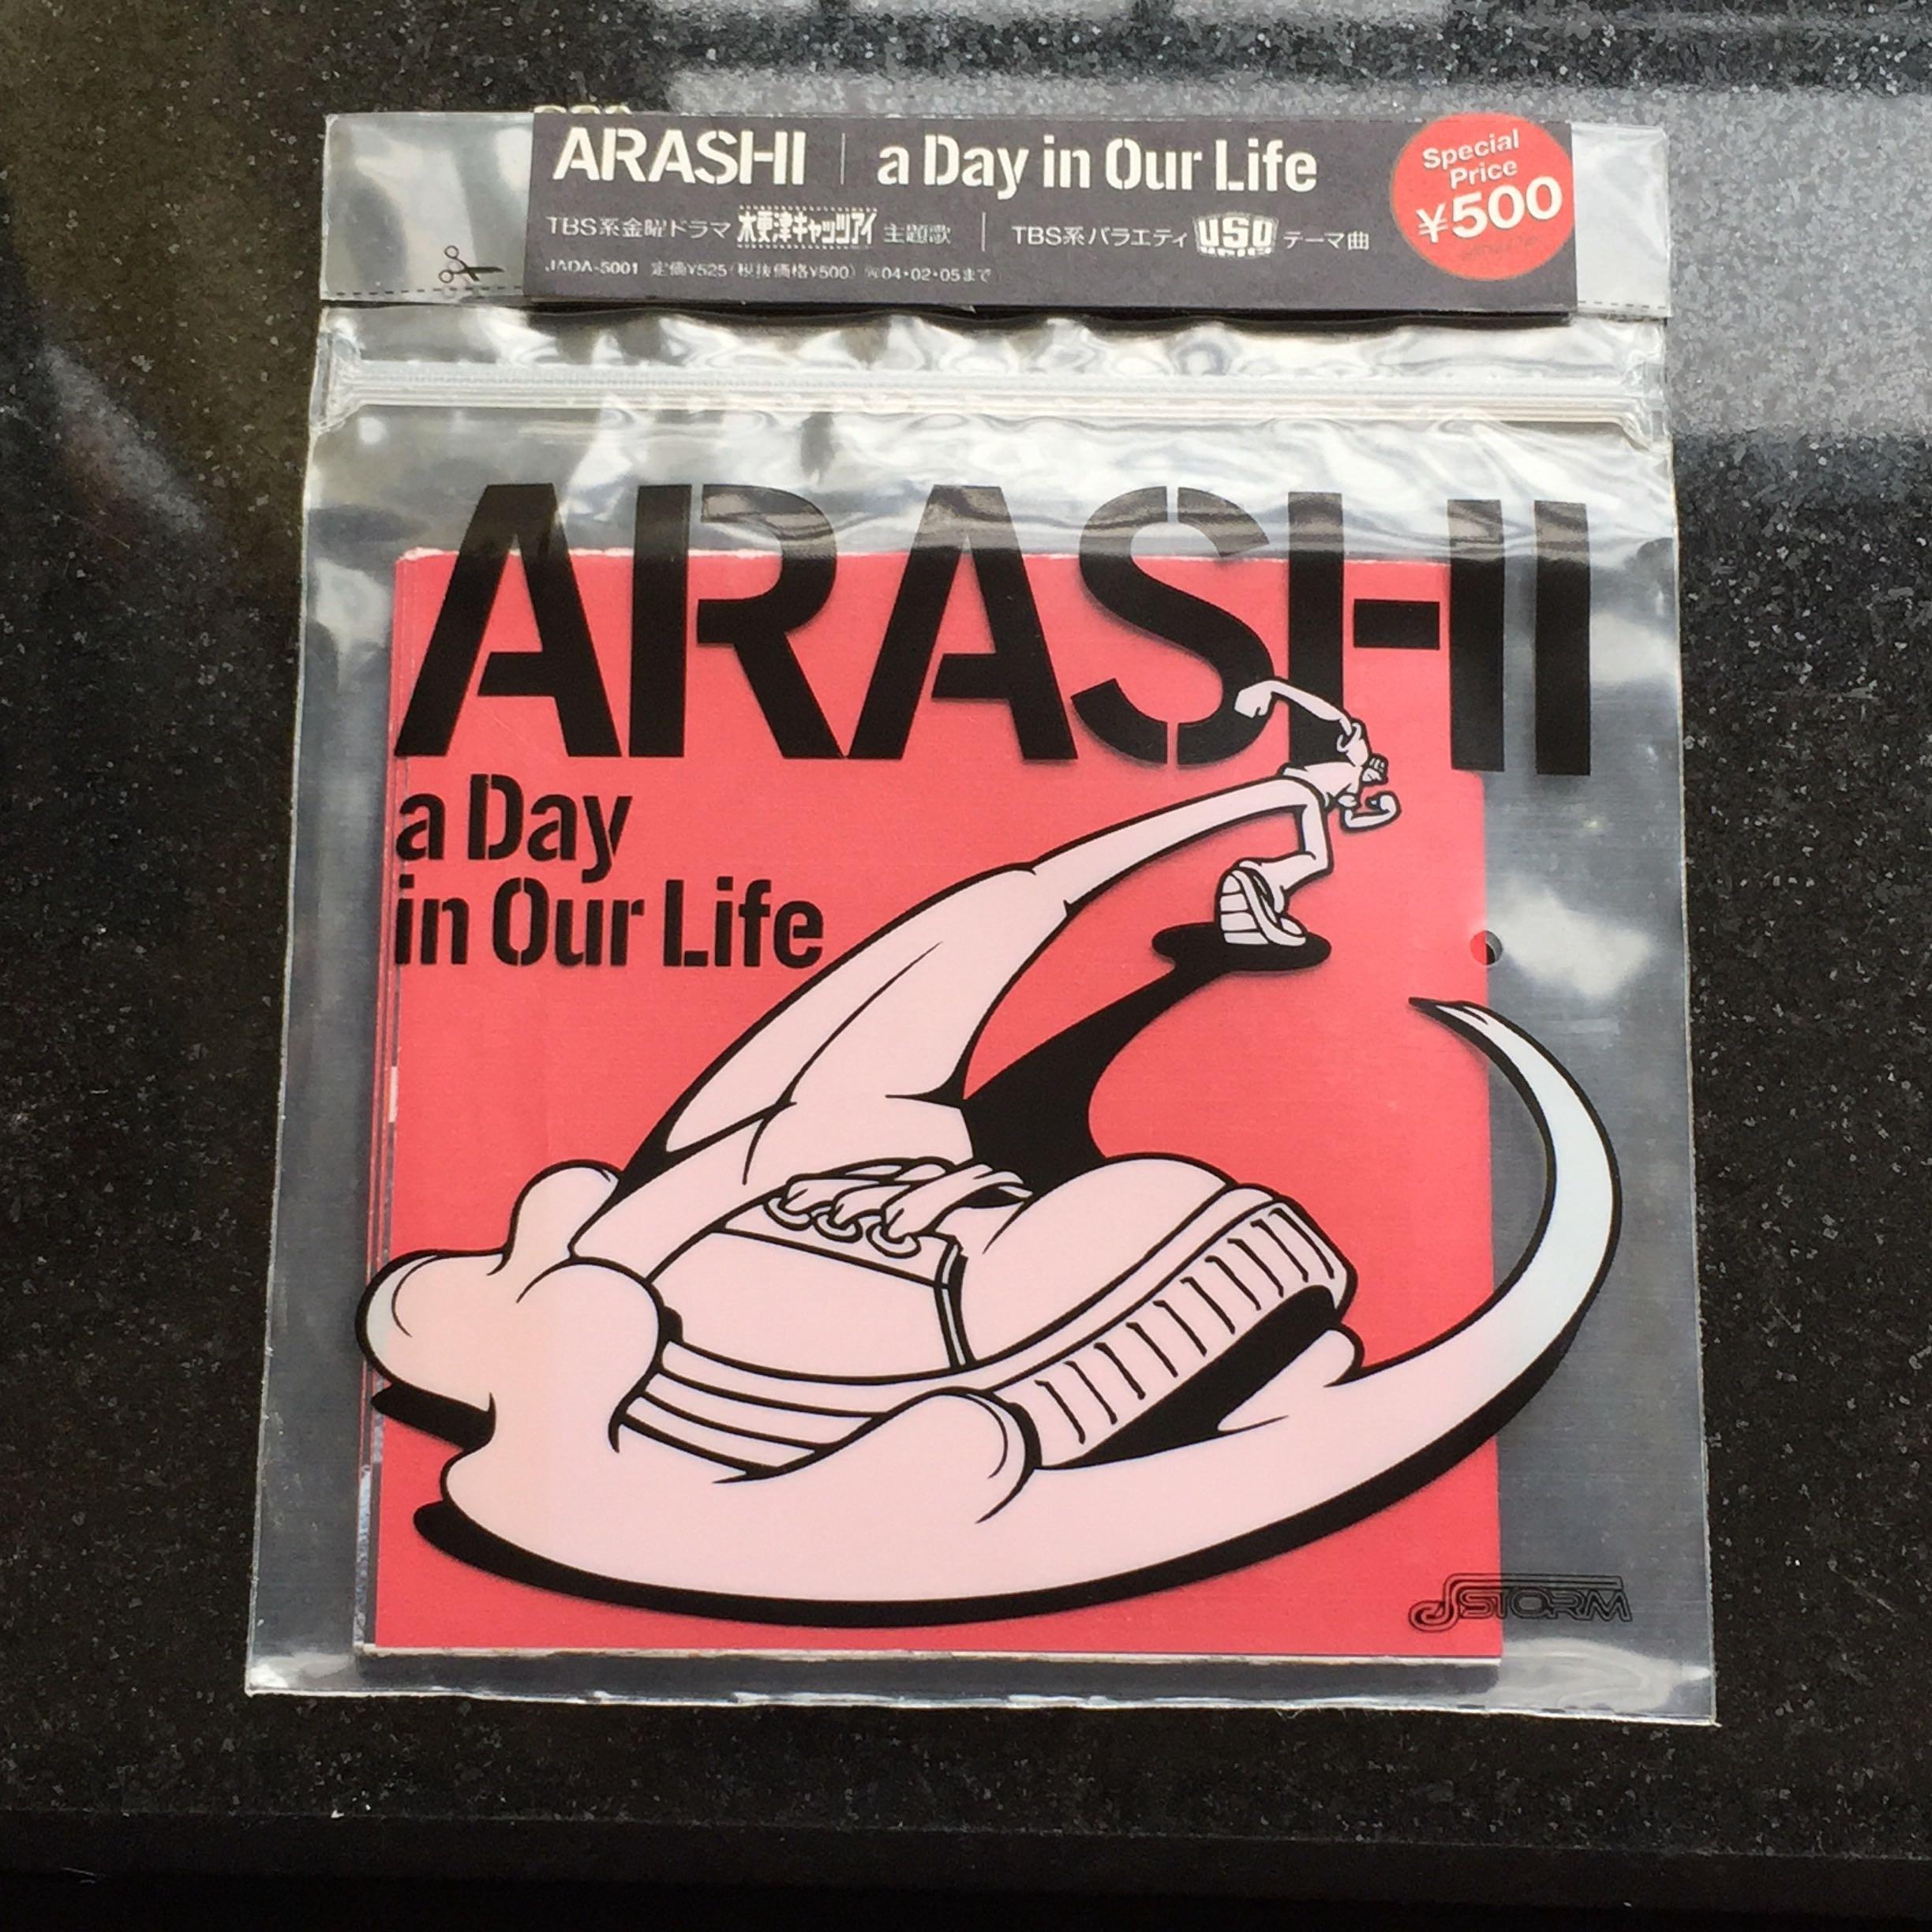 ARASHI | a Day in Our Life
Special
Price
¥500
TBS系金曜ドラマ 木更津キャッツアイ 主題歌 | TBS系バラエティ USO テーマ曲
JADA-5001 定価¥525(税抜価格¥500) 04・02・05まで
ARASHI
a Day
in Our Life
J STORM